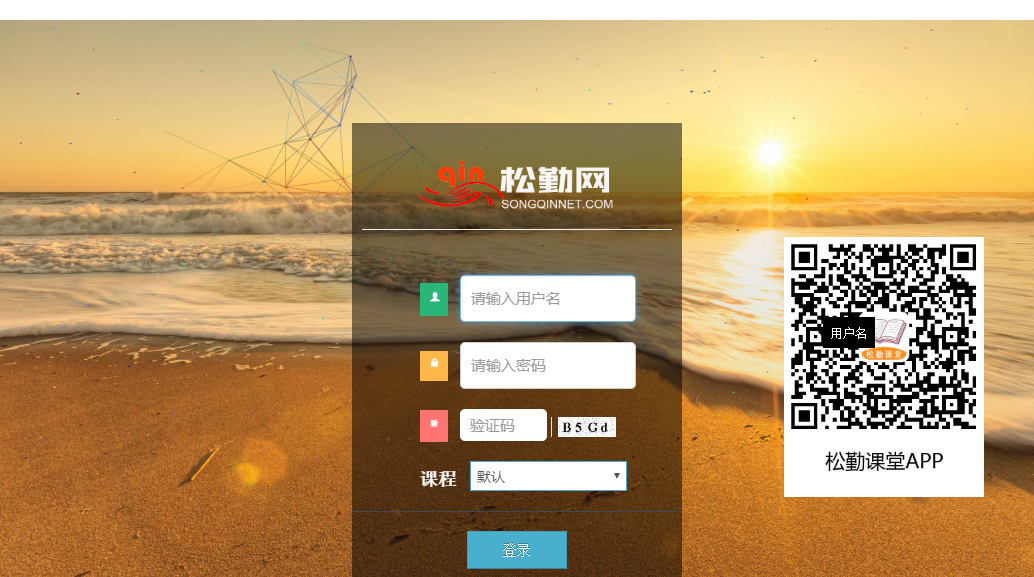 qin 松勤网
SONGQINNET.COM
请输入用户名
请输入密码
验证码
B5Gd
课程 默认
登录
用户名
松勤课堂
松勤课堂APP